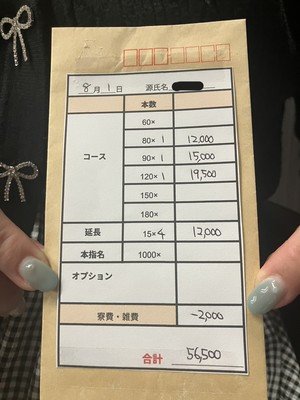 8月1日 源氏名
本数
コース
60×
80×1 12,000
90×1 15,000
120×1 19,500
150×
180×
延長 15×4 12,000
本指名 1000×
オプション
寮費・雑費 -2,000
合計 56,500